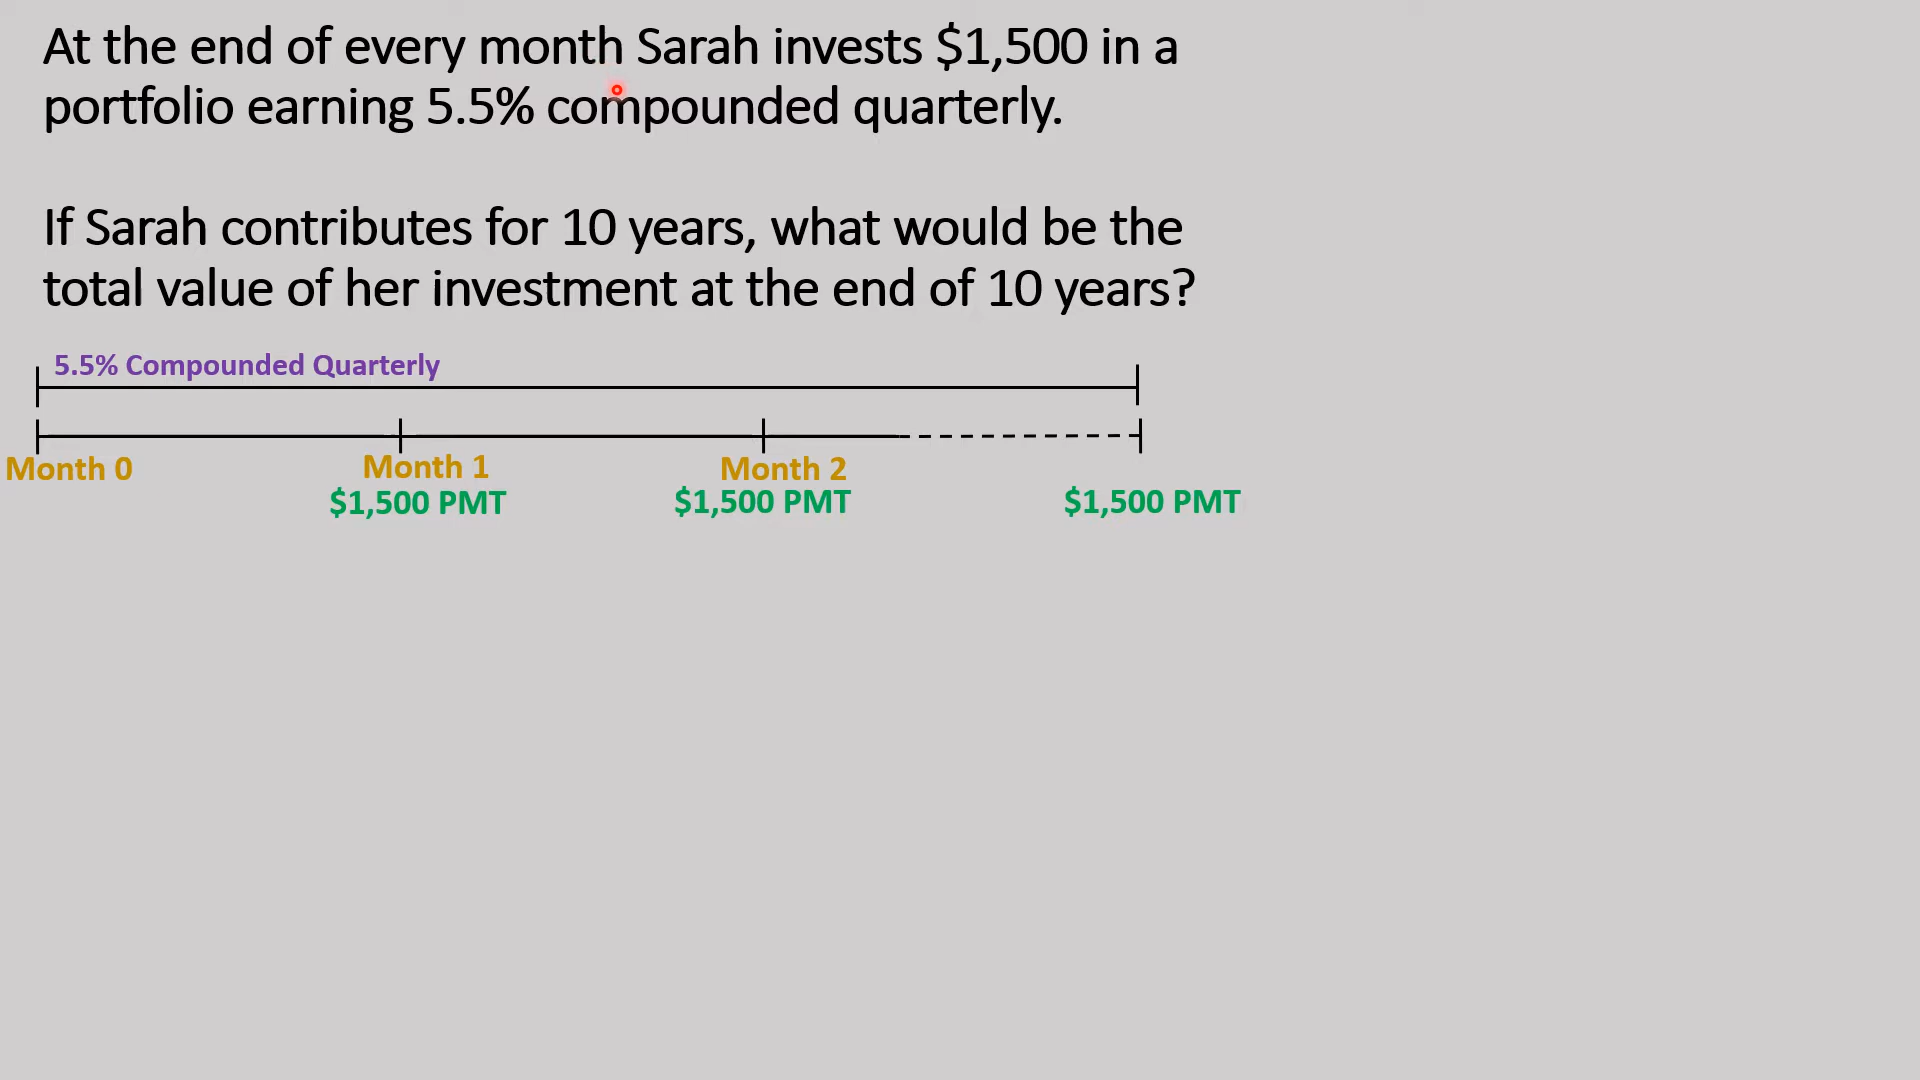 At the end of every month Sarah invests $1,500 in a
portfolio earning 5.5% compounded quarterly.
If Sarah contributes for 10 years, what would be the
total value of her investment at the end of 10 years?
5.5% Compounded Quarterly
Month 0 Month 1 Month 2
$1,500 PMT $1,500 PMT $1,500 PMT